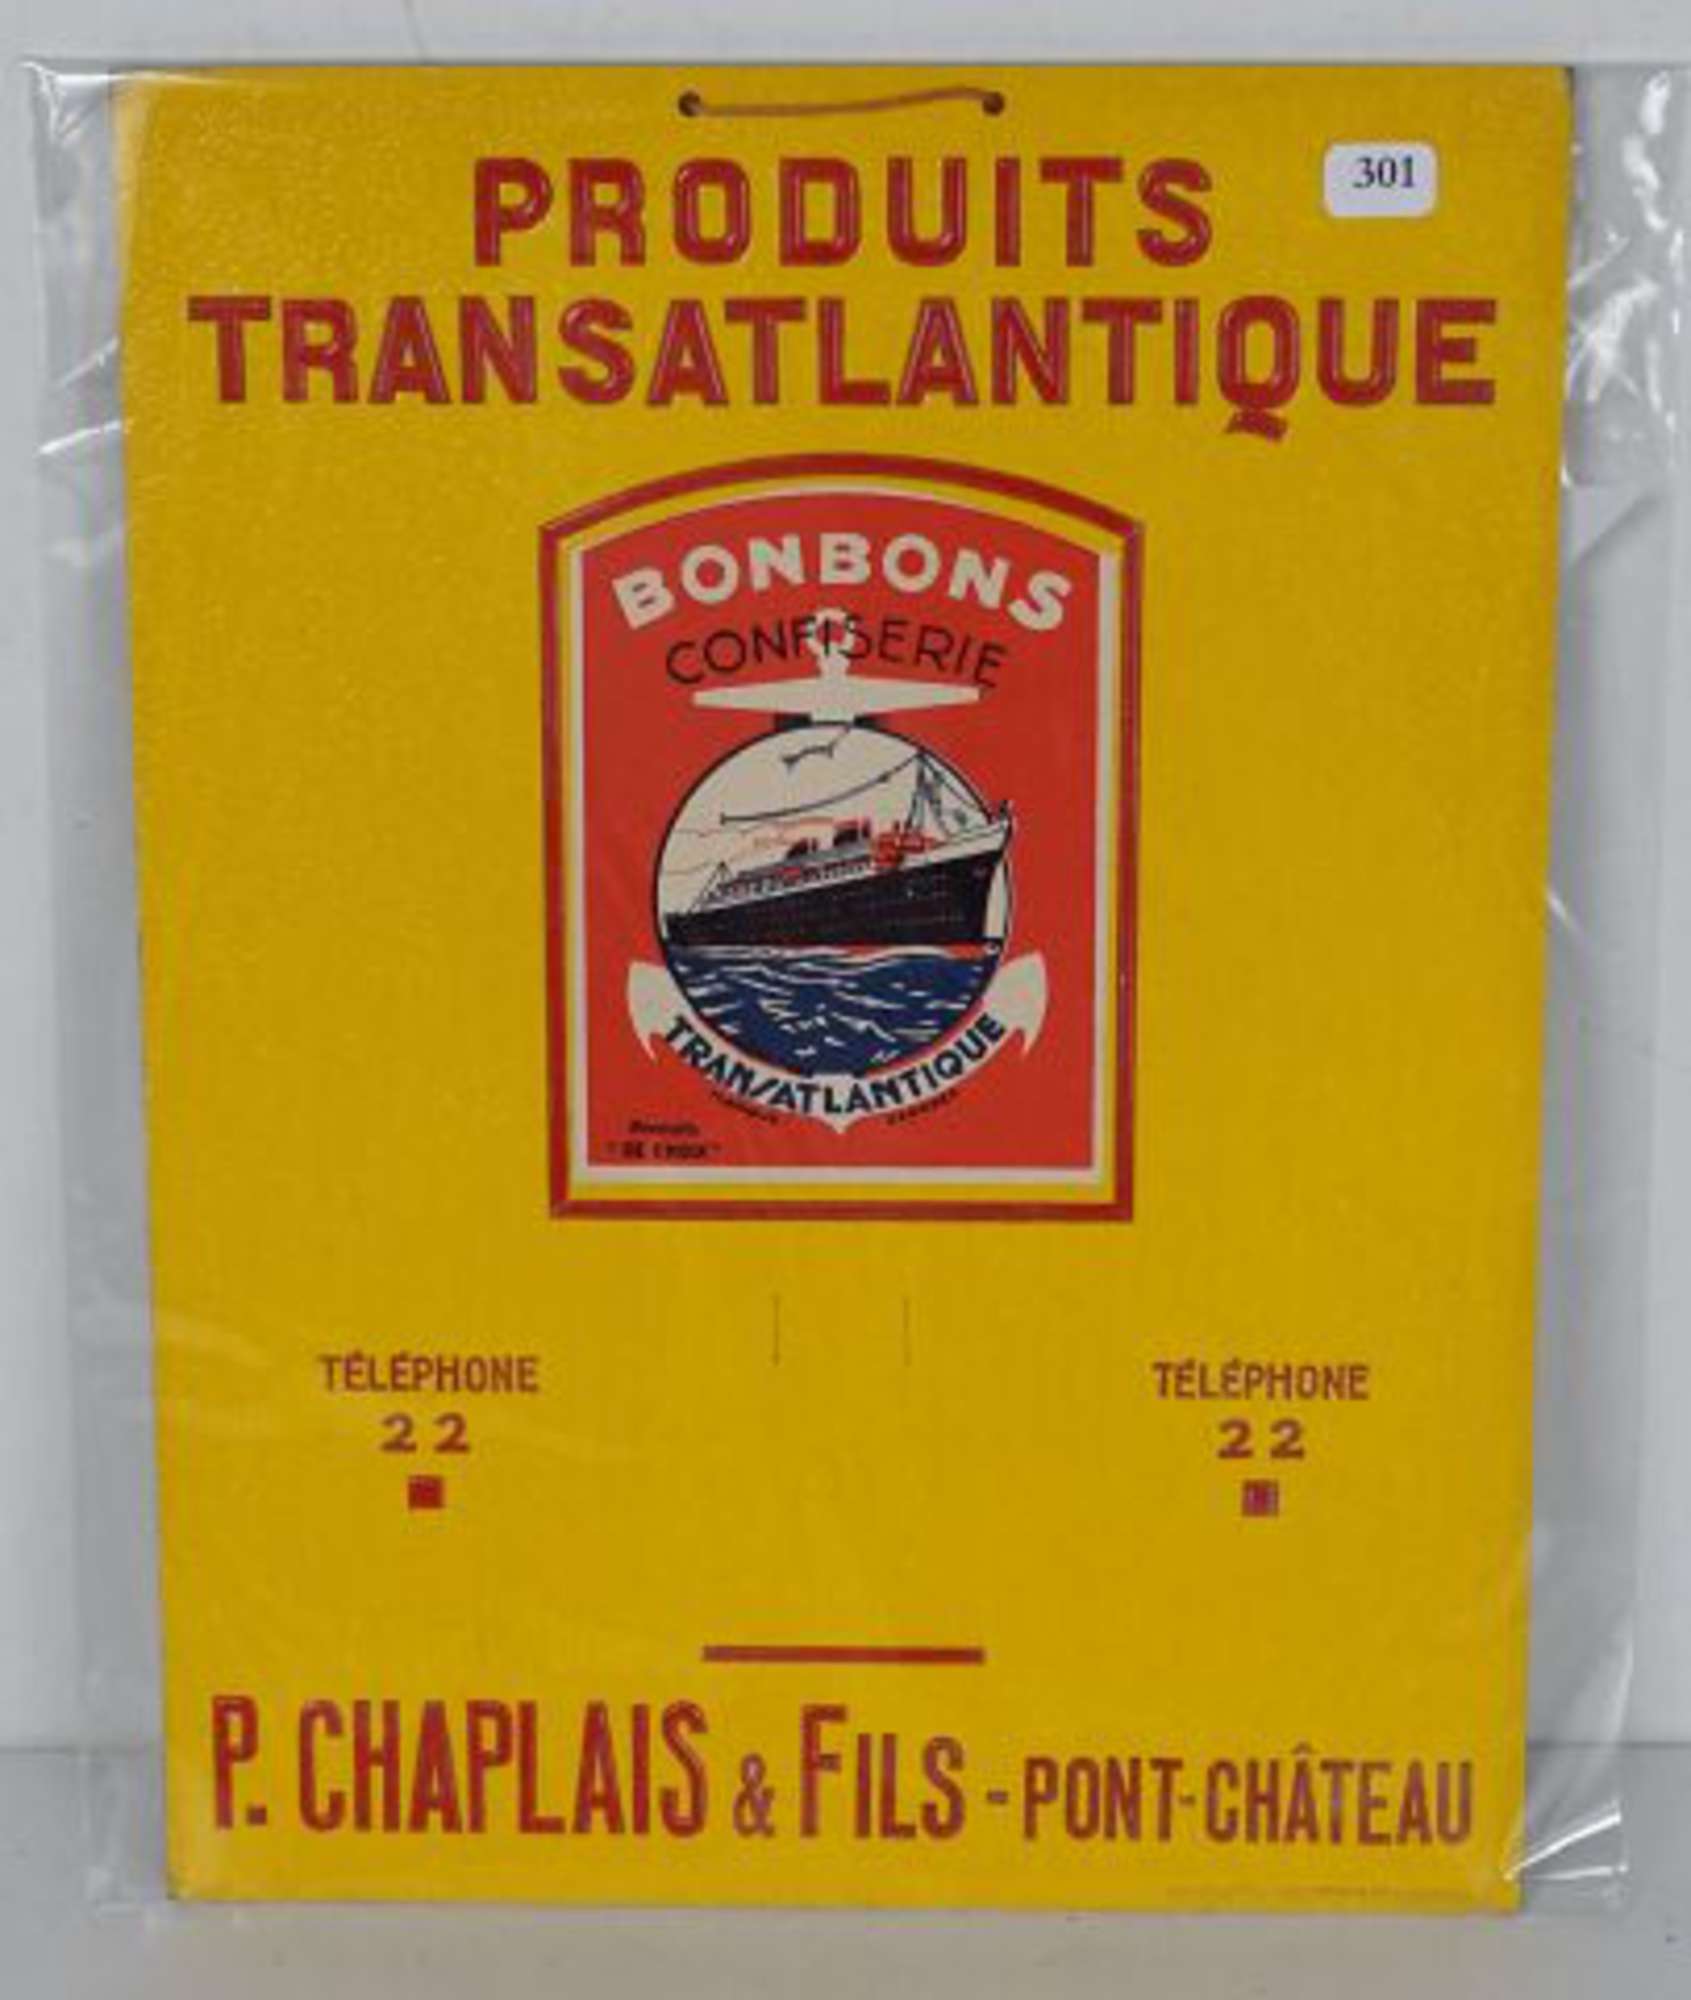 PRODUITS
301
TRANSATLANTIQUE
BONBONS
CONFISERIE
TRANSATLANTIQUE
TÉLÉPHONE
22
TÉLÉPHONE
22
P. CHAPLAIS & FILS - PONT-CHÂTEAU